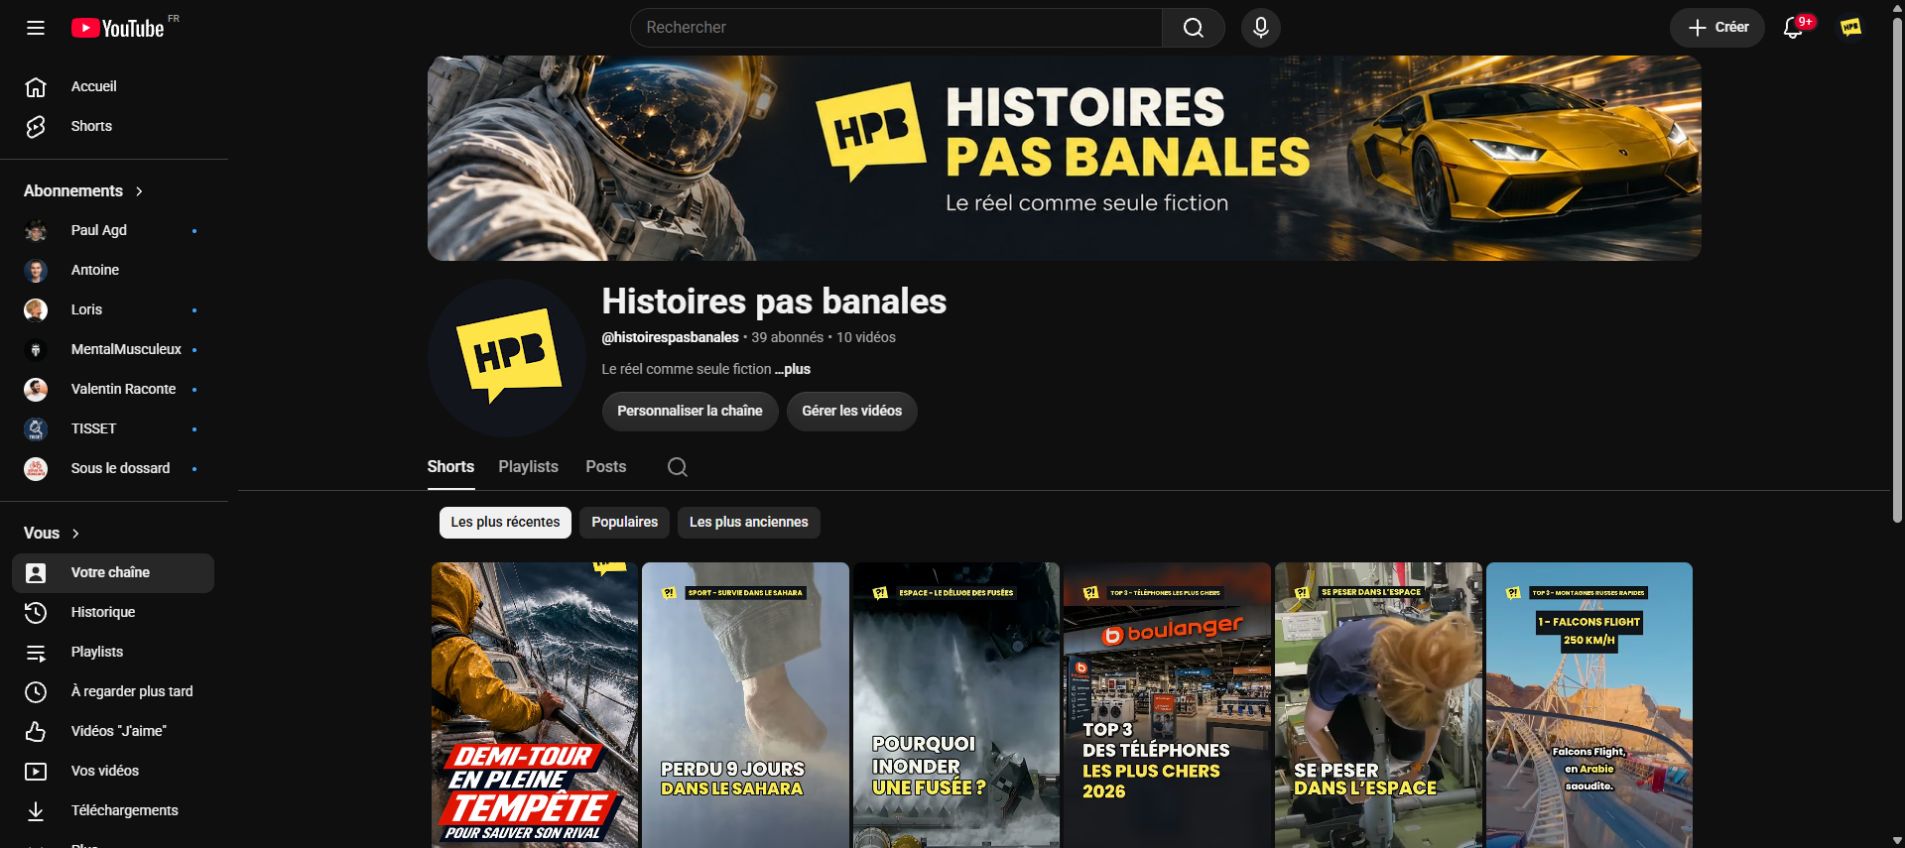 YouTube FR
Rechercher
Créer
9+
HPB
Accueil
Shorts
Abonnements
Paul Agd
Antoine
Loris
MentalMusculeux
Valentin Raconte
TISSET
Sous le dossard
Vous
Votre chaîne
Historique
Playlists
À regarder plus tard
Vidéos "J'aime"
Vos vidéos
Téléchargements
HPB
HISTOIRES
PAS BANALES
Le réel comme seule fiction
HPB
Histoires pas banales
@histoirespasbanales • 39 abonnés • 10 vidéos
Le réel comme seule fiction ...plus
Personnaliser la chaîne
Gérer les vidéos
Shorts
Playlists
Posts
Les plus récentes
Populaires
Les plus anciennes
DEMI-TOUR
EN PLEINE
TEMPÊTE
POUR SAUVER SON RIVAL
?! SPORT - SURVIE DANS LE SAHARA
PERDU 9 JOURS
DANS LE SAHARA
?! ESPACE - LE DÉLUGE DES FUSÉES
POURQUOI
INONDER
UNE FUSÉE ?
?! TOP 3 - TÉLÉPHONES LES PLUS CHERS
boulanger
TOP 3
DES TÉLÉPHONES
LES PLUS CHERS
2026
?! SE PESER DANS L'ESPACE
SE PESER
DANS L'ESPACE
?! TOP 3 - MONTAGNES RUSSES RAPIDES
1 - FALCONS FLIGHT
250 KM/H
Falcons Flight,
en Arabie
saoudite.